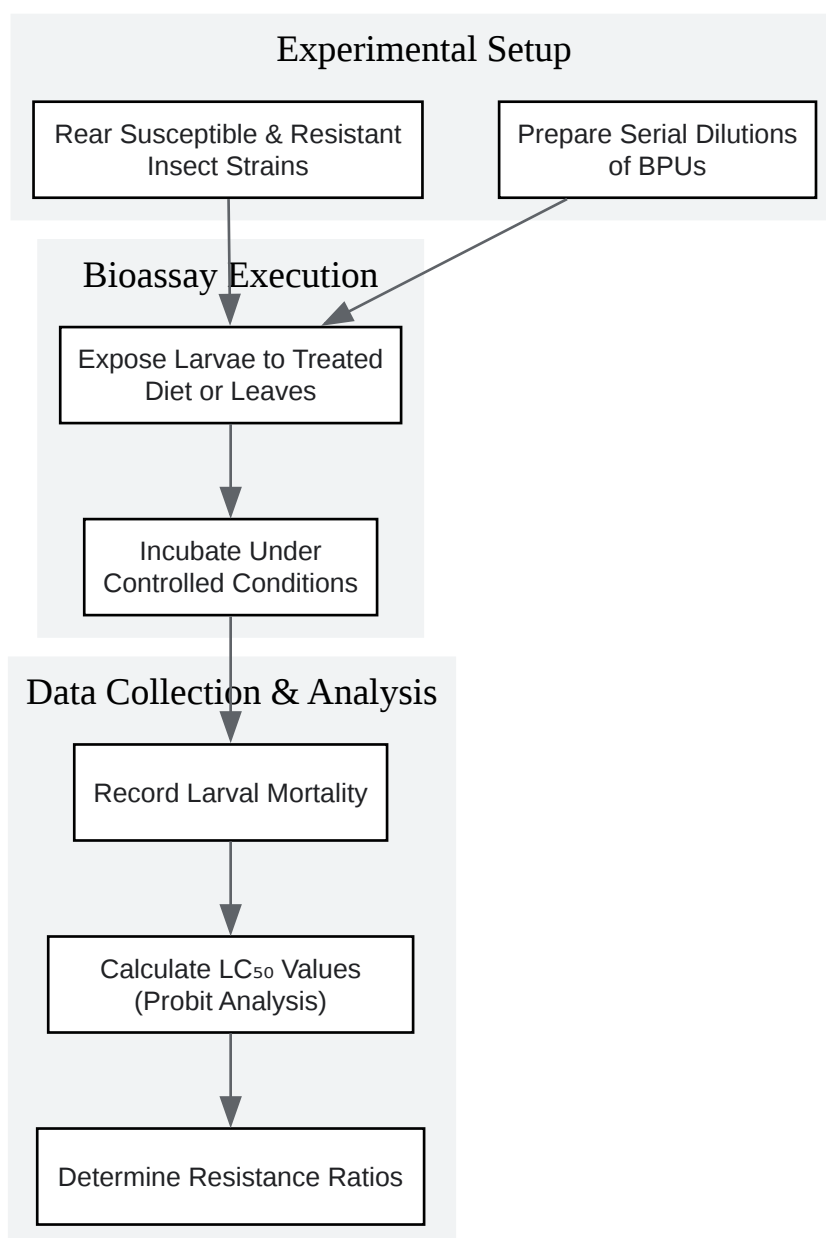 Experimental Setup
Rear Susceptible & Resistant
Insect Strains
Prepare Serial Dilutions
of BPUs
Bioassay Execution
Expose Larvae to Treated
Diet or Leaves
Incubate Under
Controlled Conditions
Data Collection & Analysis
Record Larval Mortality
Calculate LC₅₀ Values
(Probit Analysis)
Determine Resistance Ratios